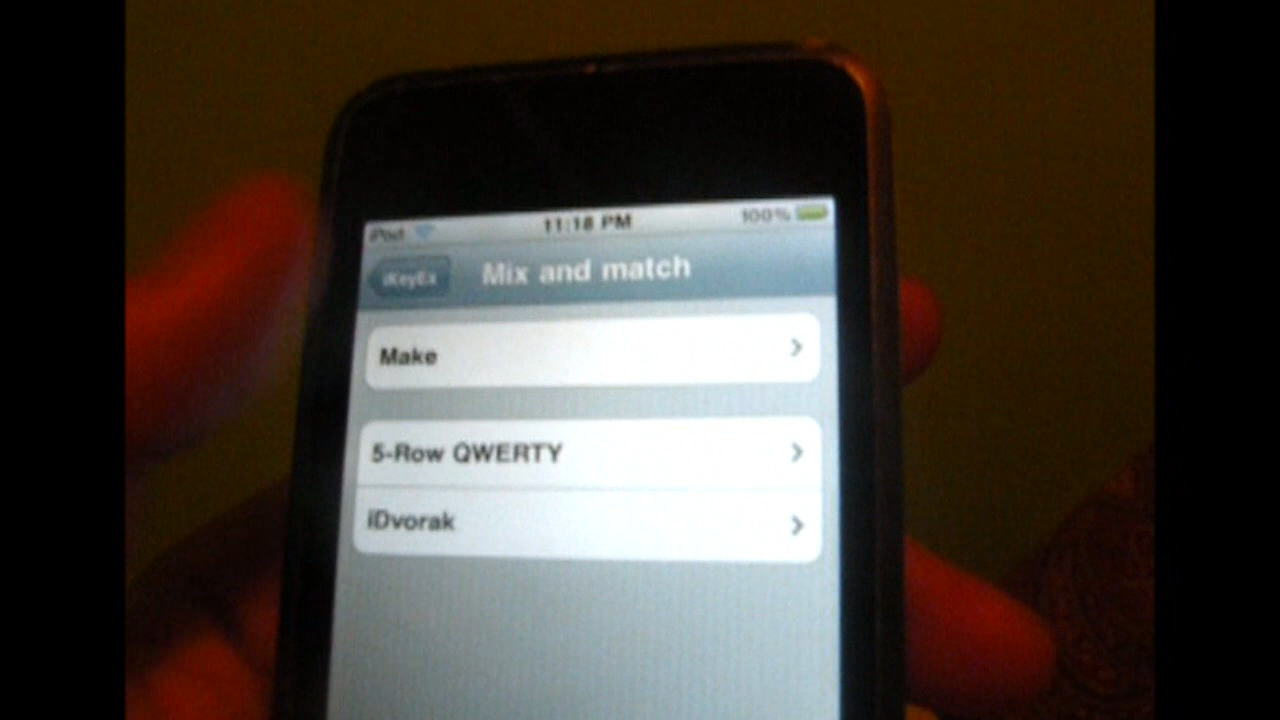 iPod 11:18 PM 100%
iKeyEx Mix and match
Make
5-Row QWERTY
iDvorak